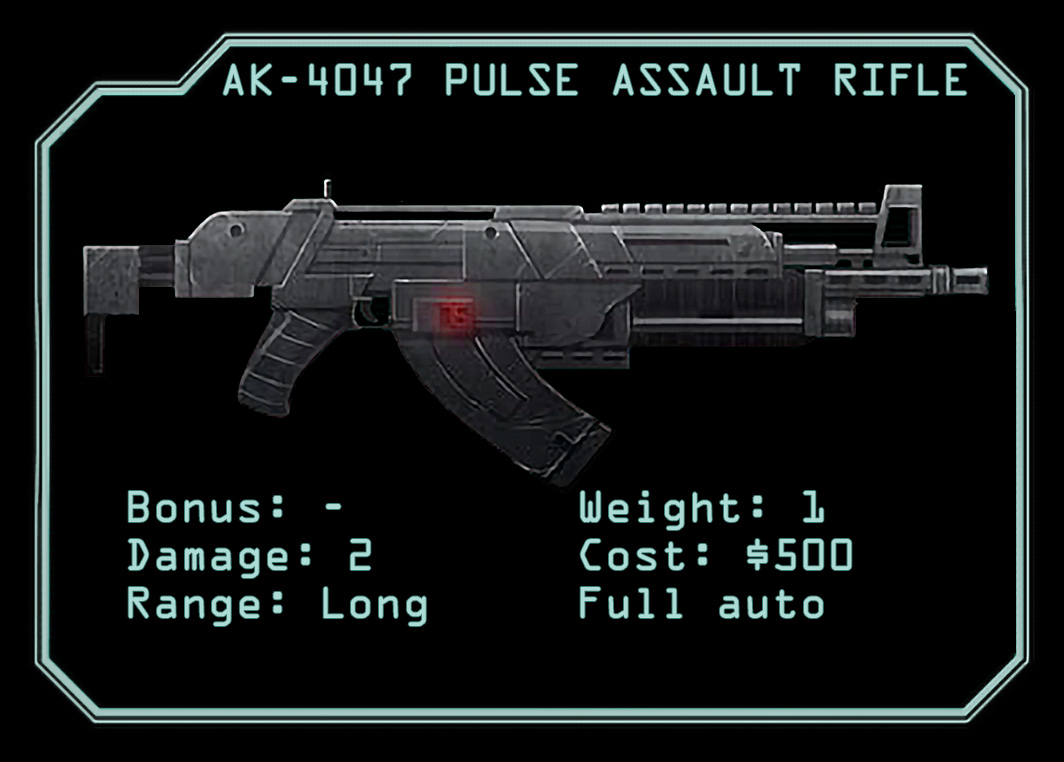 AK-4047 PULSE ASSAULT RIFLE
Bonus: -
Damage: 2
Range: Long
Weight: 1
Cost: $500
Full auto